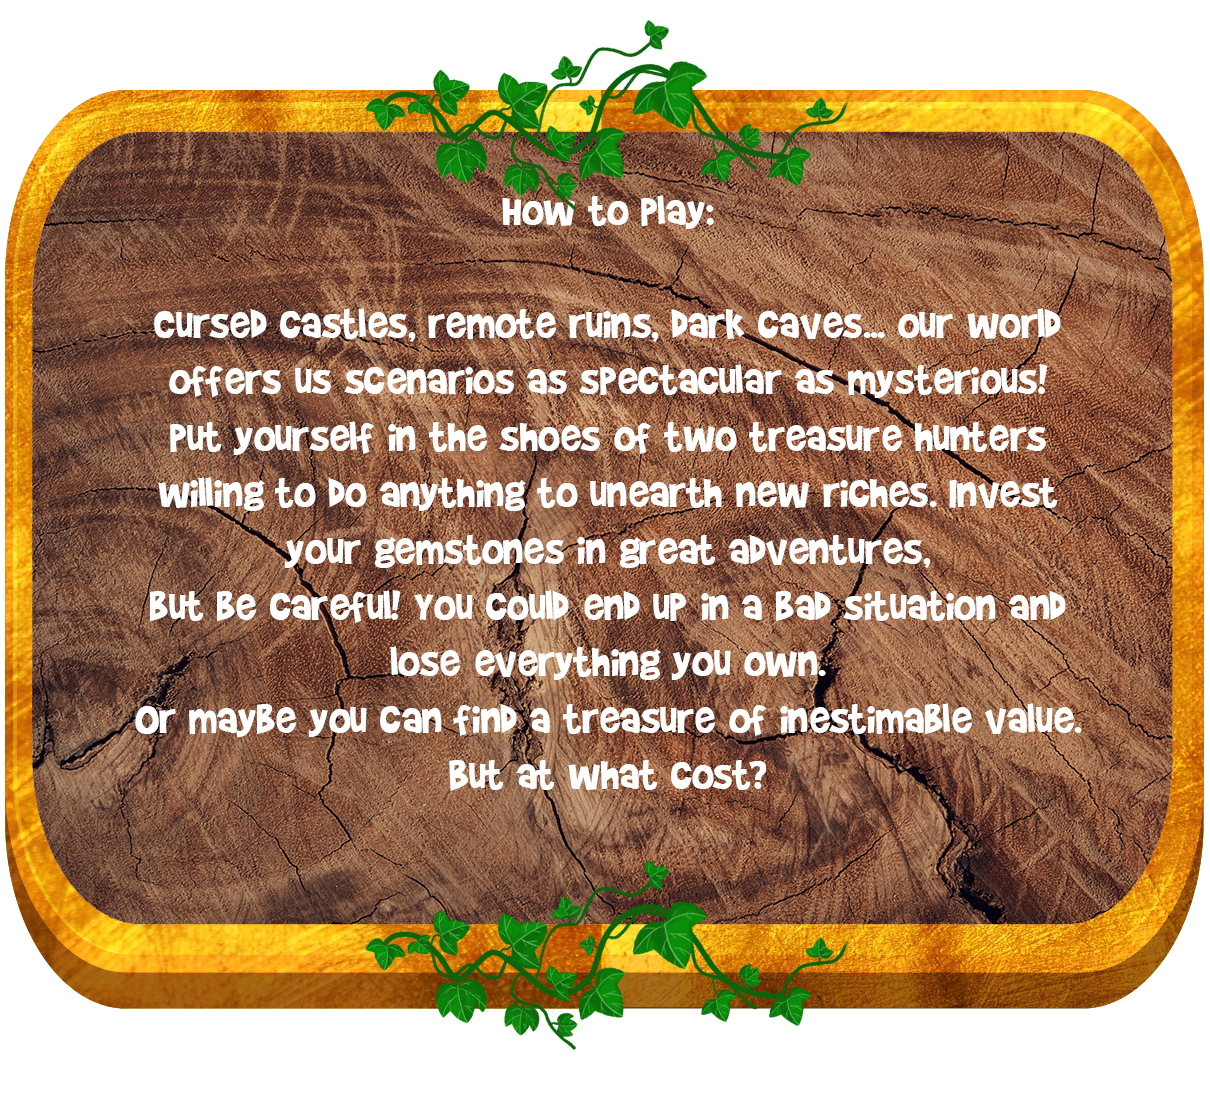 How to Play:
Cursed castles, remote ruins, dark caves... our world
offers us scenarios as spectacular as mysterious!
Put yourself in the shoes of two treasure hunters
willing to do anything to unearth new riches. Invest
your gemstones in great adventures,
But be careful! You could end up in a bad situation and
lose everything you own.
Or maybe you can find a treasure of inestimable value.
But at what cost?